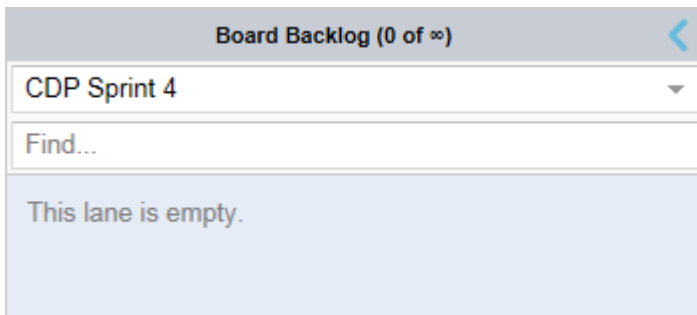 Board Backlog (0 of ∞)
CDP Sprint 4
Find...
This lane is empty.